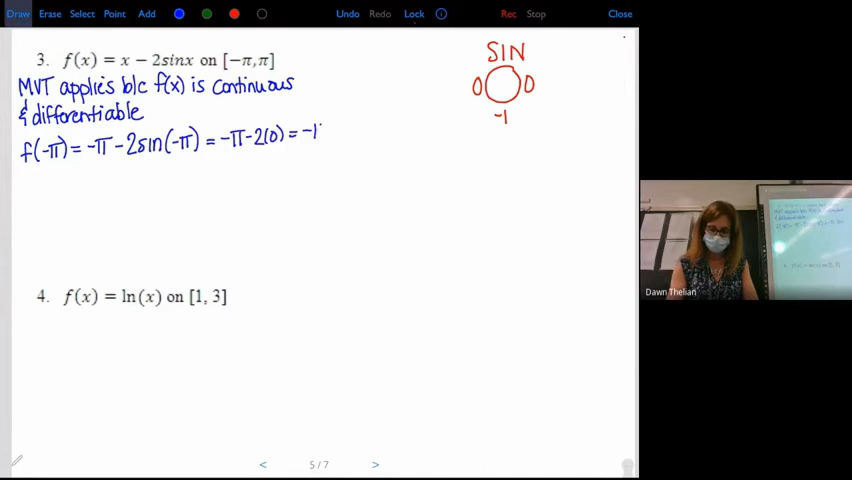 Draw Erase Select Point Add Undo Redo Lock Rec Stop Close
3. f(x) = x − 2sinx on [−π, π]
SIN
MVT applies b/c f(x) is continuous
0 0
& differentiable
-1
f(-π) = -π - 2sin(-π) = -π - 2(0) = -1
Dawn Thelian
4. f(x) = ln(x) on [1, 3]
< 5 / 7 >